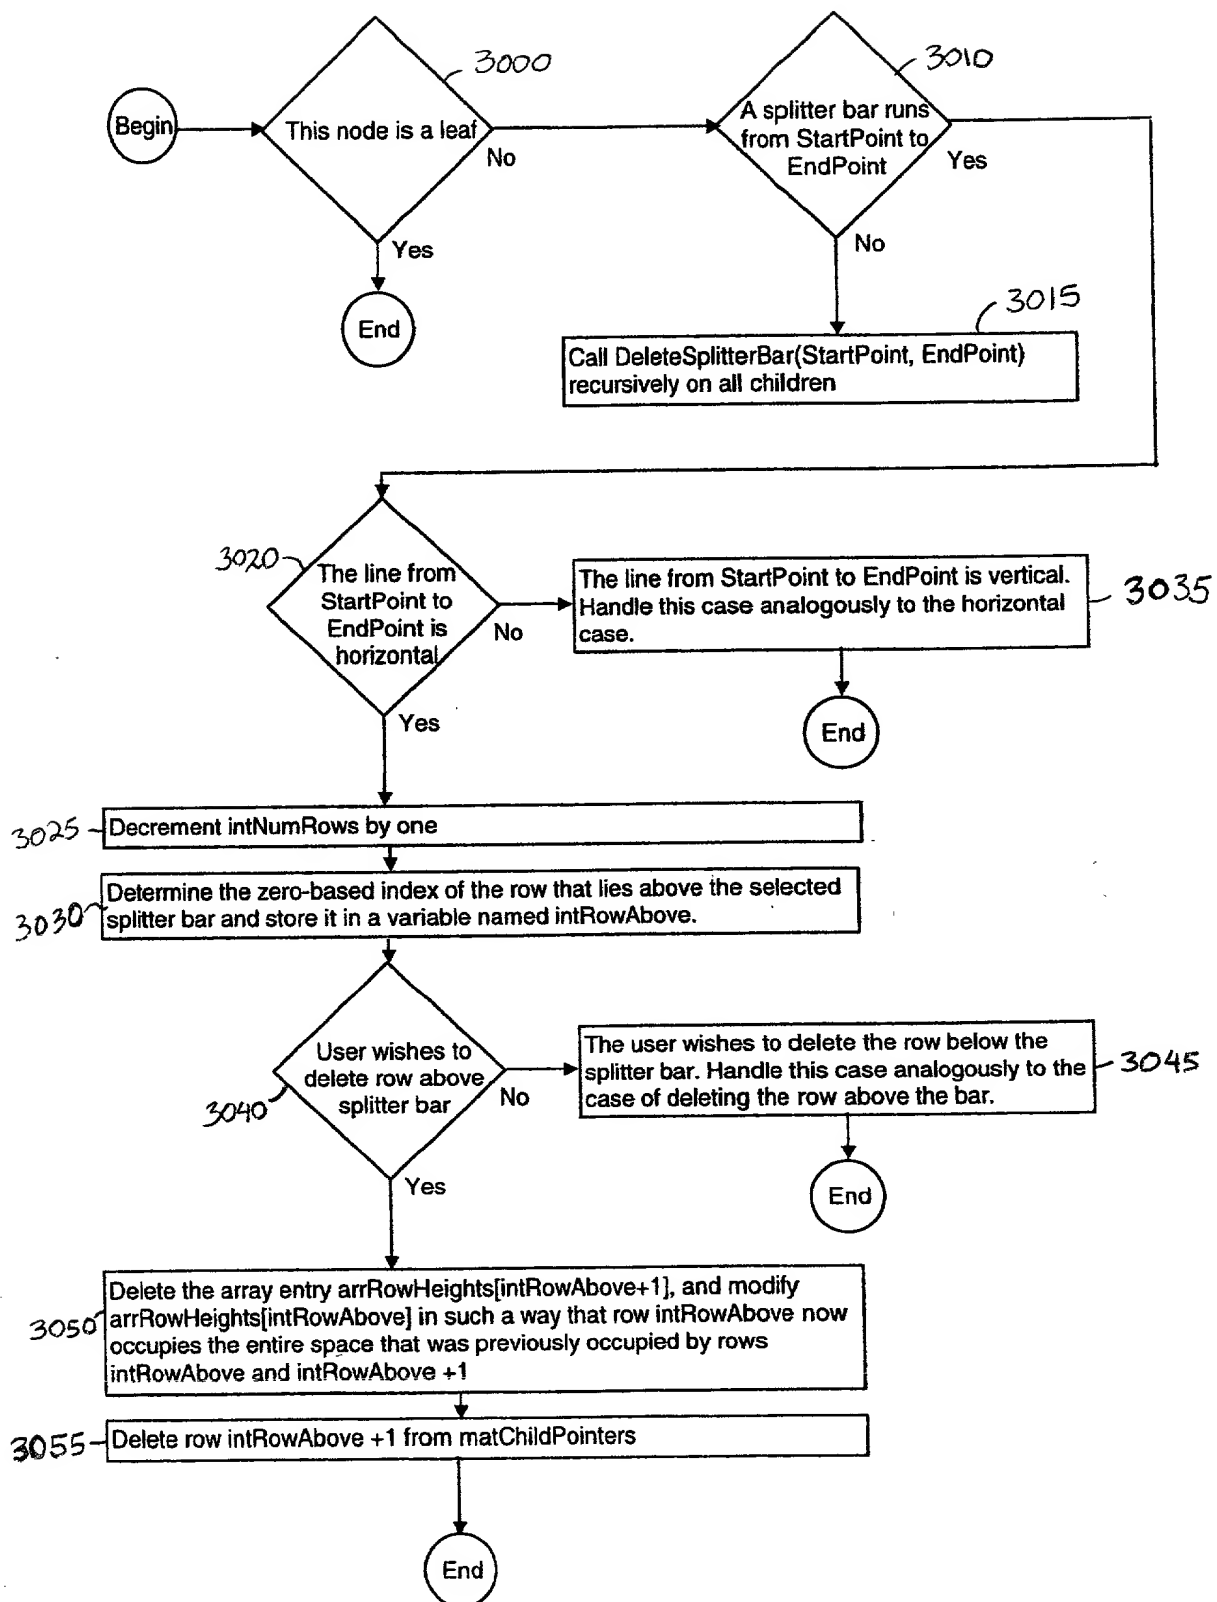 3000
3010
Begin
This node is a leaf
No
A splitter bar runs
from StartPoint to
EndPoint
Yes
Yes
No
End
3015
Call DeleteSplitterBar(StartPoint, EndPoint)
recursively on all children
3020
The line from
StartPoint to
EndPoint is
horizontal
No
The line from StartPoint to EndPoint is vertical.
Handle this case analogously to the horizontal
case.
3035
Yes
End
3025
Decrement intNumRows by one
3030
Determine the zero-based index of the row that lies above the selected
splitter bar and store it in a variable named intRowAbove.
User wishes to
delete row above
splitter bar
3040
No
The user wishes to delete the row below the
splitter bar. Handle this case analogously to the
case of deleting the row above the bar.
3045
Yes
End
3050
Delete the array entry arrRowHeights[intRowAbove+1], and modify
arrRowHeights[intRowAbove] in such a way that row intRowAbove now
occupies the entire space that was previously occupied by rows
intRowAbove and intRowAbove +1
3055
Delete row intRowAbove +1 from matChildPointers
End